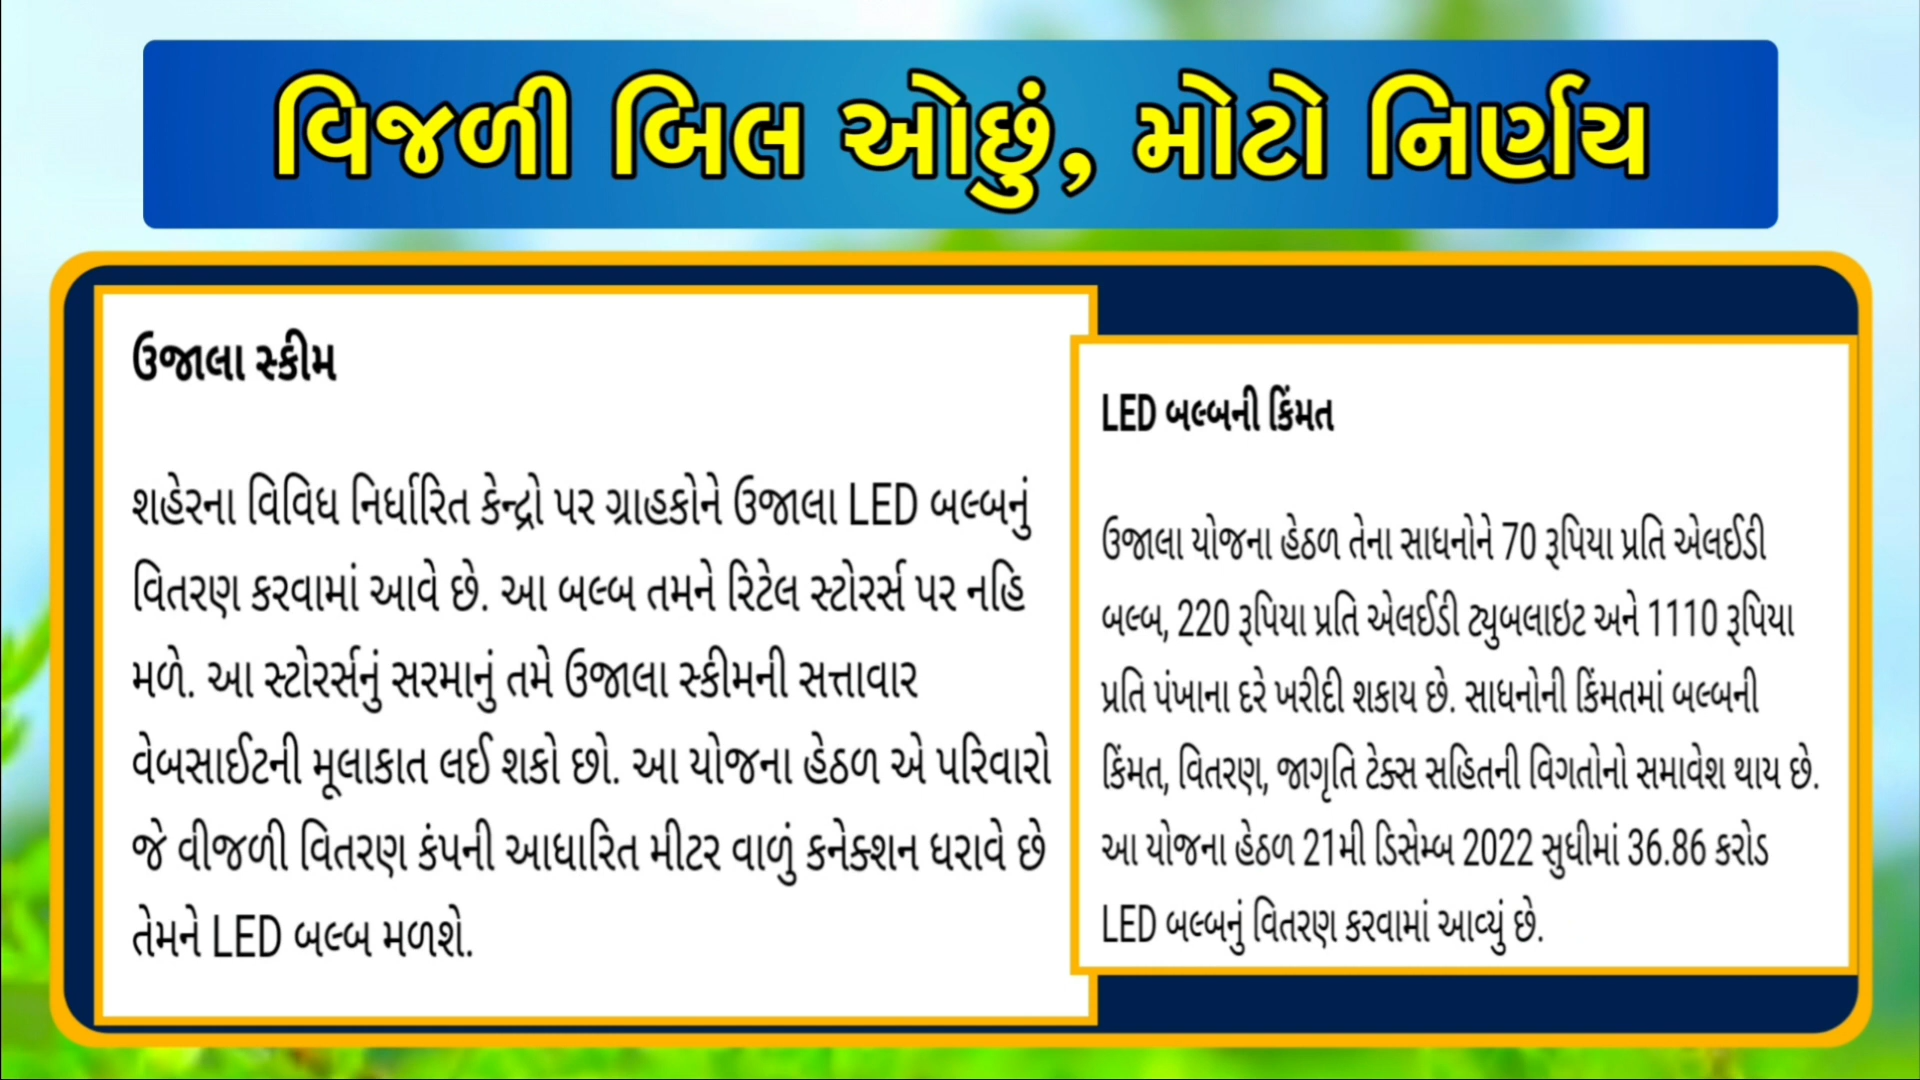 વિજળી બિલ ઓછું, મોટો નિર્ણય
ઉજાલા સ્કીમ
શહેરના વિવિધ નિર્ધારિત કેન્દ્રો પર ગ્રાહકોને ઉજાલા LED બલ્બનું
વિતરણ કરવામાં આવે છે. આ બલ્બ તમને રિટેલ સ્ટોરર્સ પર નહિ
મળે. આ સ્ટોરર્સનું સરમાનું તમે ઉજાલા સ્કીમની સત્તાવાર
વેબસાઈટની મૂલાકાત લઈ શકો છો. આ યોજના હેઠળ એ પરિવારો
જે વીજળી વિતરણ કંપની આધારિત મીટર વાળું કનેક્શન ધરાવે છે
તેમને LED બલ્બ મળશે.
LED બલ્બની કિંમત
ઉજાલા યોજના હેઠળ તેના સાધનોને 70 રૂપિયા પ્રતિ એલઈડી
બલ્બ, 220 રૂપિયા પ્રતિ એલઈડી ટ્યુબલાઇટ અને 1110 રૂપિયા
પ્રતિ પંખાના દરે ખરીદી શકાય છે. સાધનોની કિંમતમાં બલ્બની
કિંમત, વિતરણ, જાગૃતિ ટેક્સ સહિતની વિગતોનો સમાવેશ થાય છે.
આ યોજના હેઠળ 21મી ડિસેમ્બ 2022 સુધીમાં 36.86 કરોડ
LED બલ્બનું વિતરણ કરવામાં આવ્યું છે.